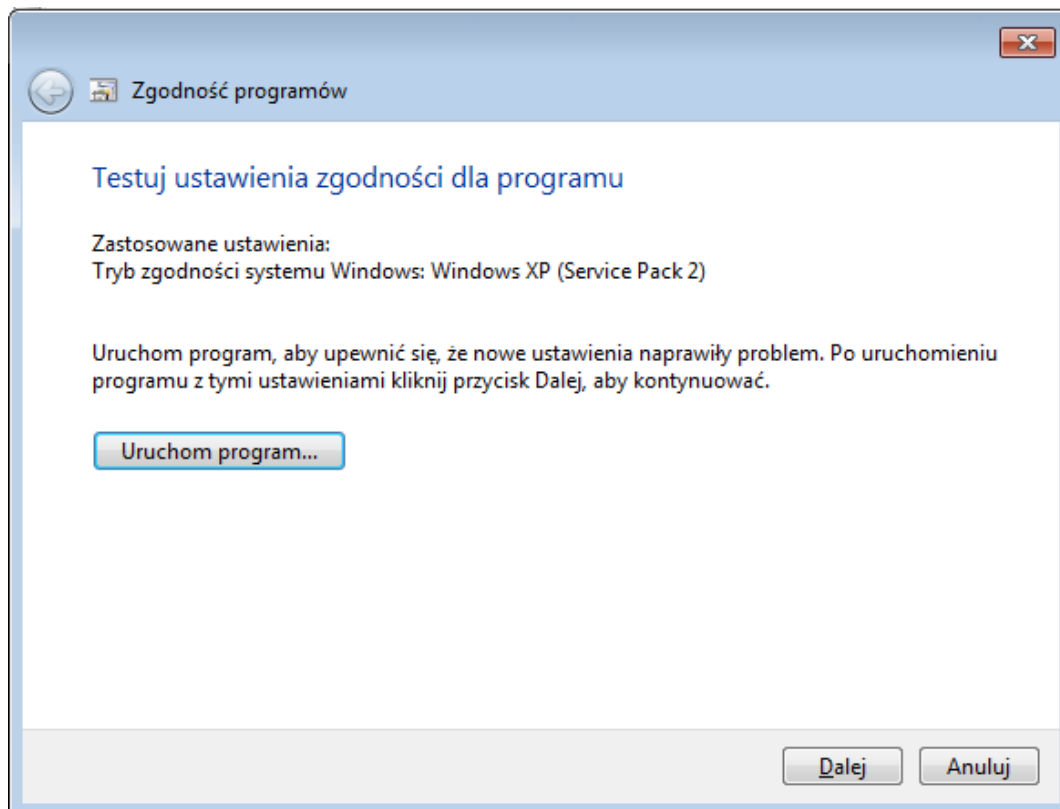 Zgodność programów
Testuj ustawienia zgodności dla programu
Zastosowane ustawienia:
Tryb zgodności systemu Windows: Windows XP (Service Pack 2)
Uruchom program, aby upewnić się, że nowe ustawienia naprawiły problem. Po uruchomieniu
programu z tymi ustawieniami kliknij przycisk Dalej, aby kontynuować.
Uruchom program...
Dalej
Anuluj